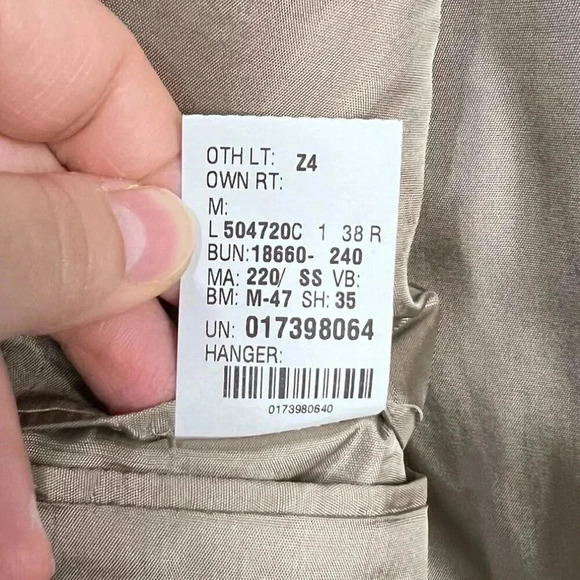 OTH LT: Z4
OWN RT:
M:
L 504720C 1 38 R
BUN:18660- 240
MA: 220/ SS VB:
BM: M-47 SH: 35
UN: 017398064
HANGER:
0173980640